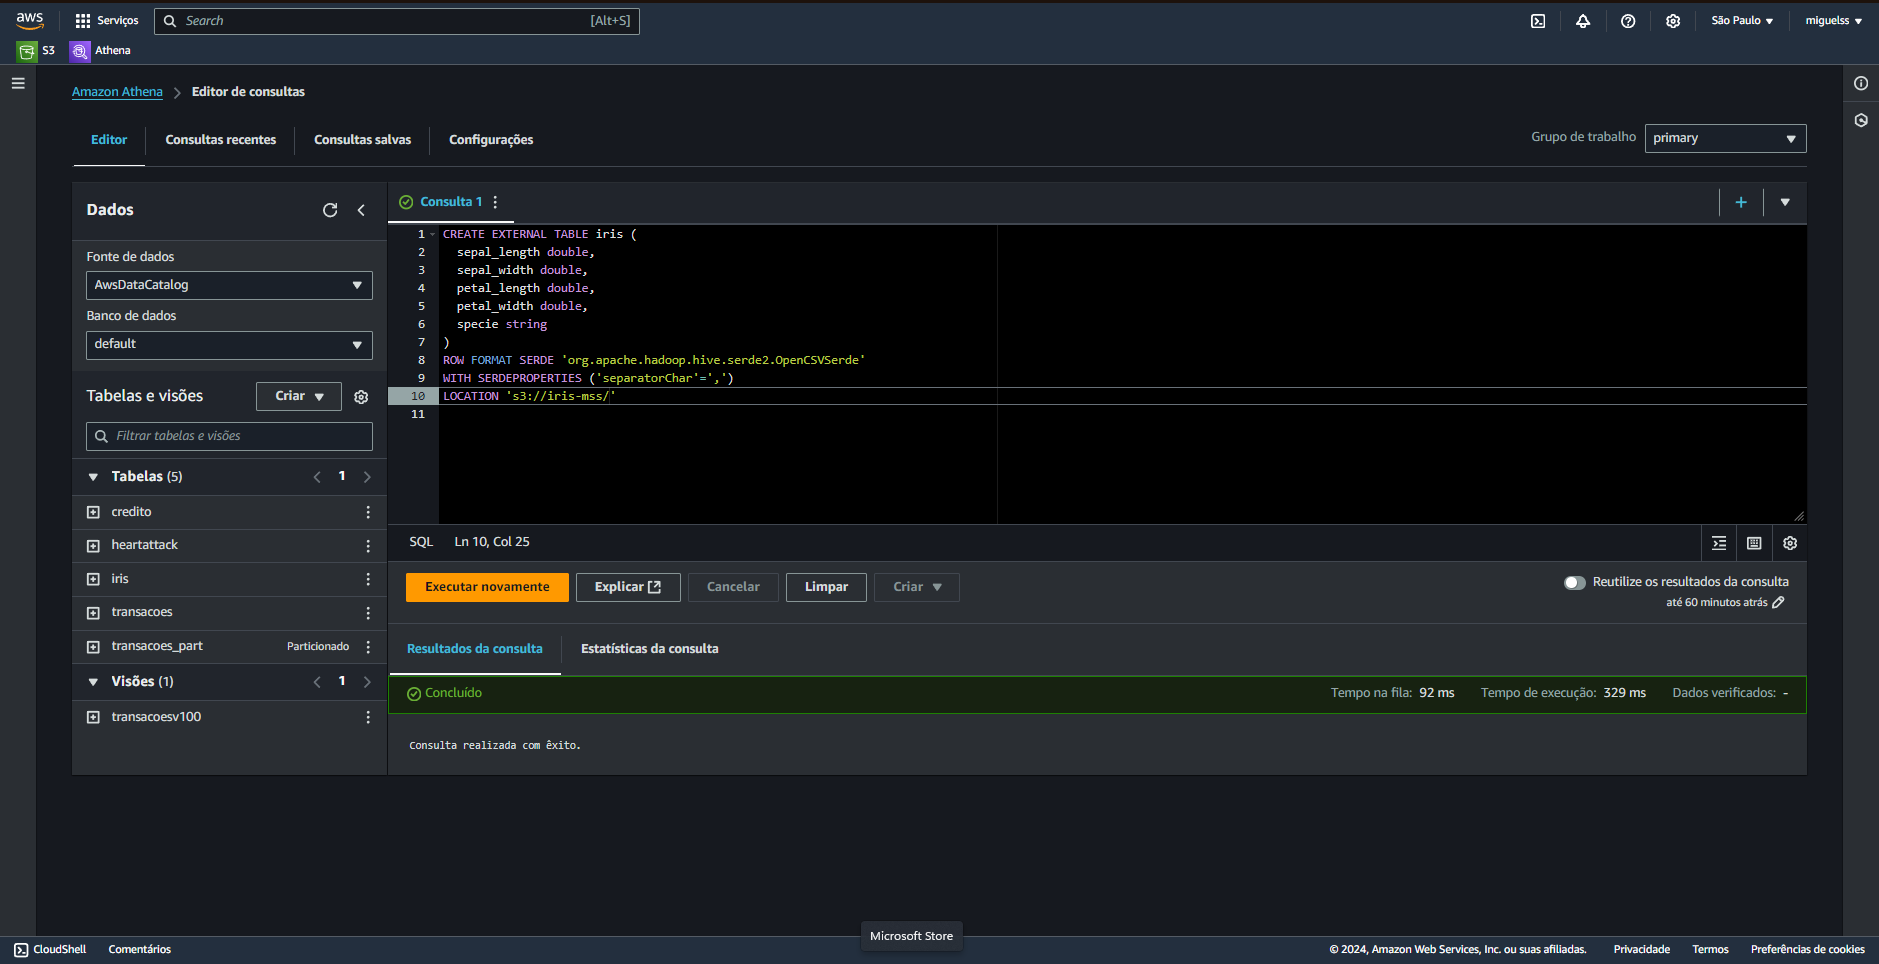 aws Serviços Search [Alt+S] São Paulo miguelss
S3 Athena
Amazon Athena Editor de consultas
Editor Consultas recentes Consultas salvas Configurações
Grupo de trabalho primary
Dados
Fonte de dados
AwsDataCatalog
Banco de dados
default
Tabelas e visões Criar
Filtrar tabelas e visões
Tabelas (5) 1
credito
heartattack
iris
transacoes
transacoes_part Particionado
Visões (1) 1
transacoesv100
Consulta 1
1 CREATE EXTERNAL TABLE iris (
2 sepal_length double,
3 sepal_width double,
4 petal_length double,
5 petal_width double,
6 specie string
7 )
8 ROW FORMAT SERDE 'org.apache.hadoop.hive.serde2.OpenCSVSerde'
9 WITH SERDEPROPERTIES ('separatorChar'=',')
10 LOCATION 's3://iris-mss/'
11
SQL Ln 10, Col 25
Executar novamente Explicar Cancelar Limpar Criar
Reutilize os resultados da consulta
até 60 minutos atrás
Resultados da consulta Estatísticas da consulta
Concluído Tempo na fila: 92 ms Tempo de execução: 329 ms Dados verificados: -
Consulta realizada com êxito.
Microsoft Store
CloudShell Comentários © 2024, Amazon Web Services, Inc. ou suas afiliadas. Privacidade Termos Preferências de cookies